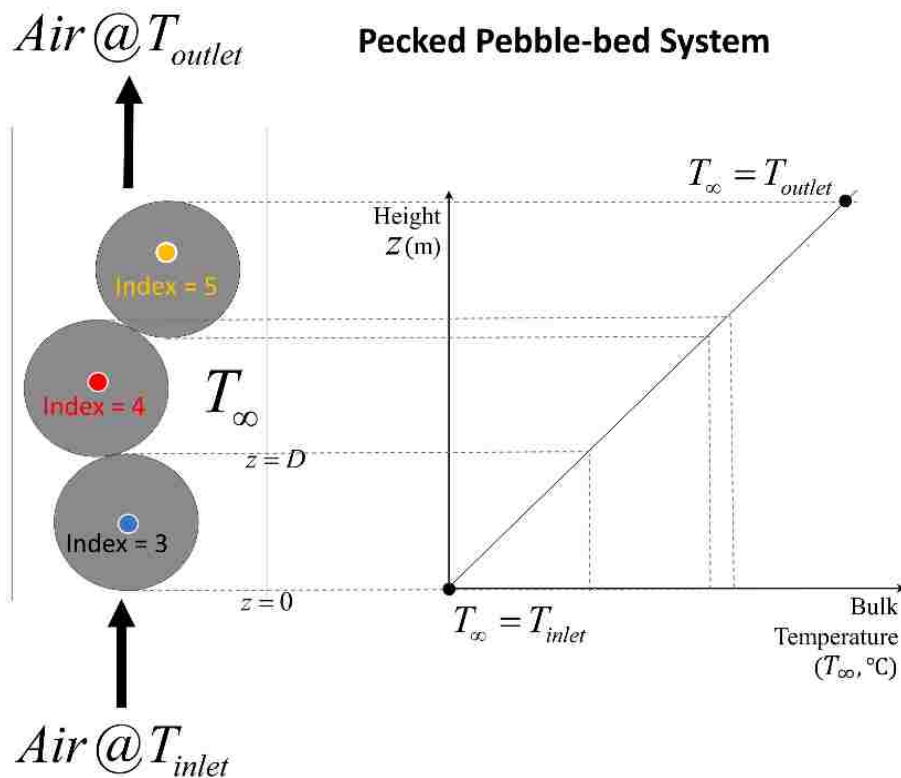 Air @ T_outlet
Pecked Pebble-bed System
T_∞ = T_outlet
Height
z (m)
Index = 5
Index = 4
T_∞
z = D
Index = 3
z = 0
T_∞ = T_inlet
Bulk
Temperature
(T_∞, °C)
Air @ T_inlet